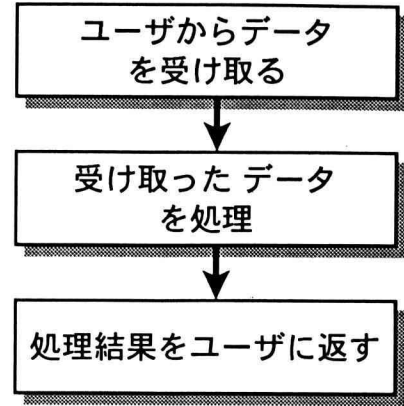 ユーザからデータ
を受け取る
受け取った データ
を処理
処理結果をユーザに返す